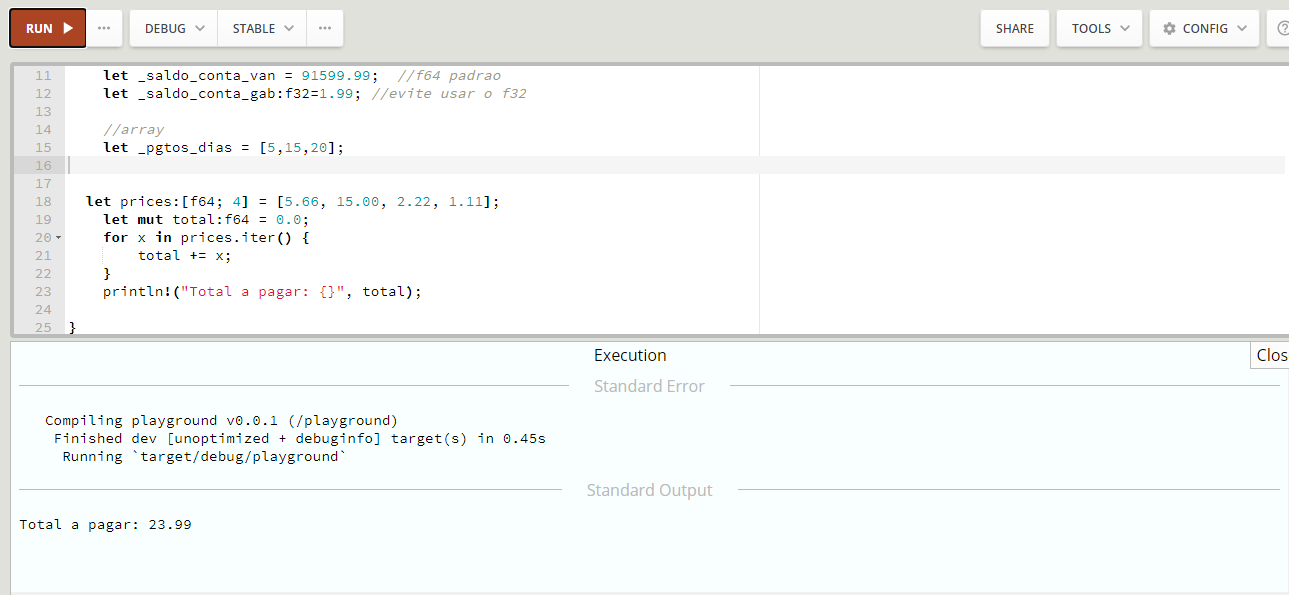 RUN ▶ ··· DEBUG STABLE ··· SHARE TOOLS CONFIG ?
11 let _saldo_conta_van = 91599.99; //f64 padrao
12 let _saldo_conta_gab:f32=1.99; //evite usar o f32
13
14 //array
15 let _pgtos_dias = [5,15,20];
16
17
18 let prices:[f64; 4] = [5.66, 15.00, 2.22, 1.11];
19 let mut total:f64 = 0.0;
20 for x in prices.iter() {
21 total += x;
22 }
23 println!("Total a pagar: {}", total);
24
25 }
Execution Clos
Standard Error
Compiling playground v0.0.1 (/playground)
Finished dev [unoptimized + debuginfo] target(s) in 0.45s
Running `target/debug/playground`
Standard Output
Total a pagar: 23.99